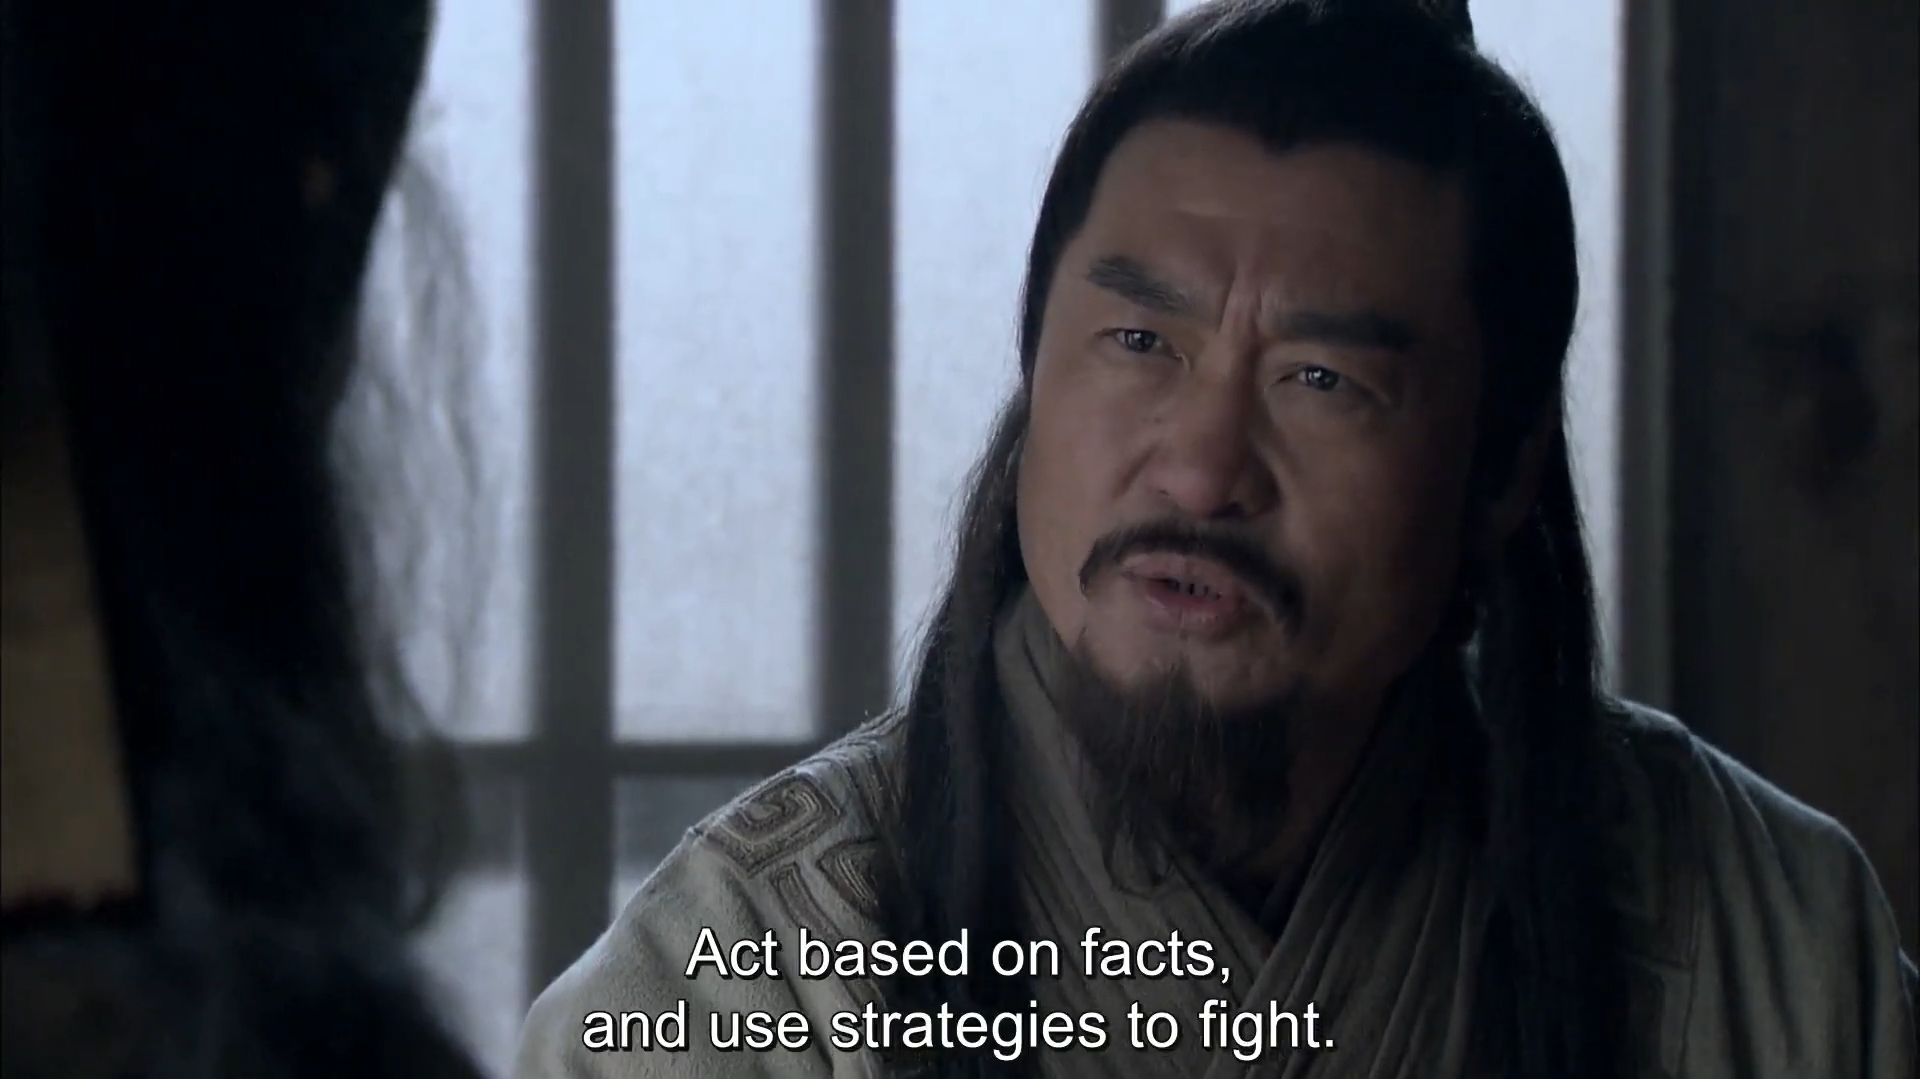 Act based on facts,
and use strategies to fight.